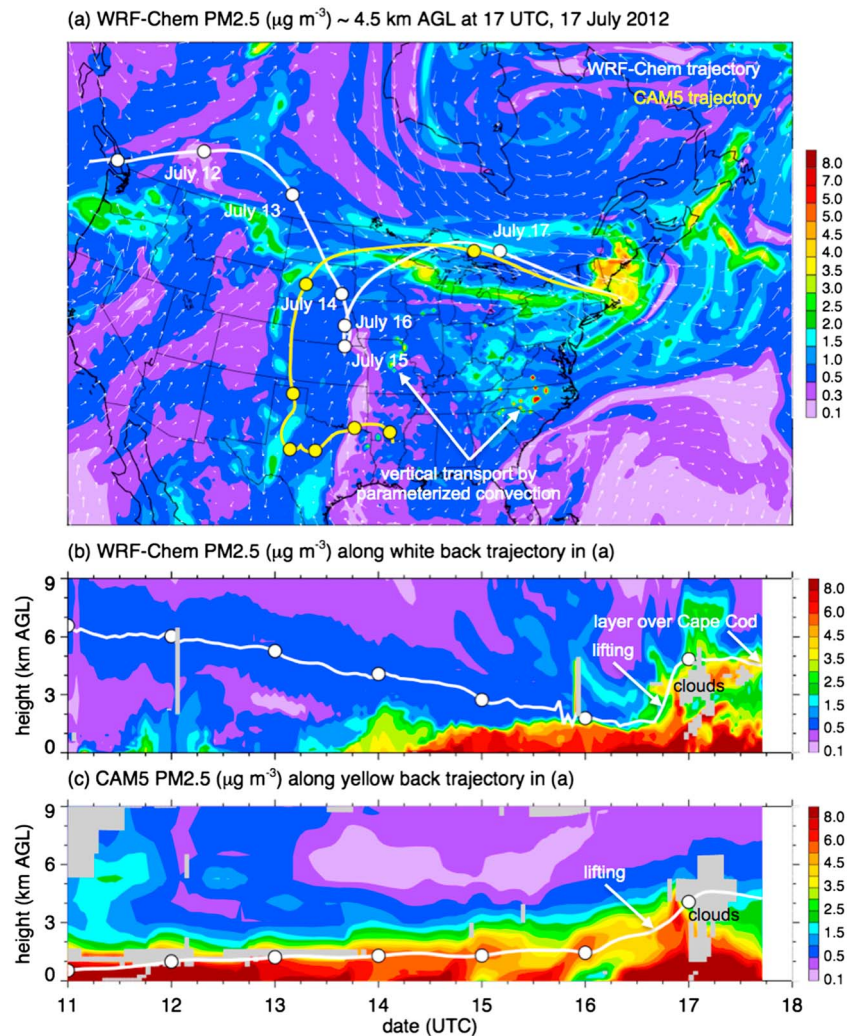 (a) WRF-Chem PM2.5 (μg m⁻³) ~ 4.5 km AGL at 17 UTC, 17 July 2012
WRF-Chem trajectory
CAM5 trajectory
July 12
July 13
July 17
July 14
July 16
July 15
vertical transport by
parameterized convection
8.0
7.0
6.0
5.0
4.5
4.0
3.5
3.0
2.5
2.0
1.5
1.0
0.5
0.3
0.1
(b) WRF-Chem PM2.5 (μg m⁻³) along white back trajectory in (a)
height (km AGL)
9
6
3
0
layer over Cape Cod
lifting
clouds
8.0
6.0
4.5
3.5
2.5
1.5
0.5
0.1
(c) CAM5 PM2.5 (μg m⁻³) along yellow back trajectory in (a)
height (km AGL)
9
6
3
0
lifting
clouds
8.0
6.0
4.5
3.5
2.5
1.5
0.5
0.1
11 12 13 14 15 16 17 18
date (UTC)